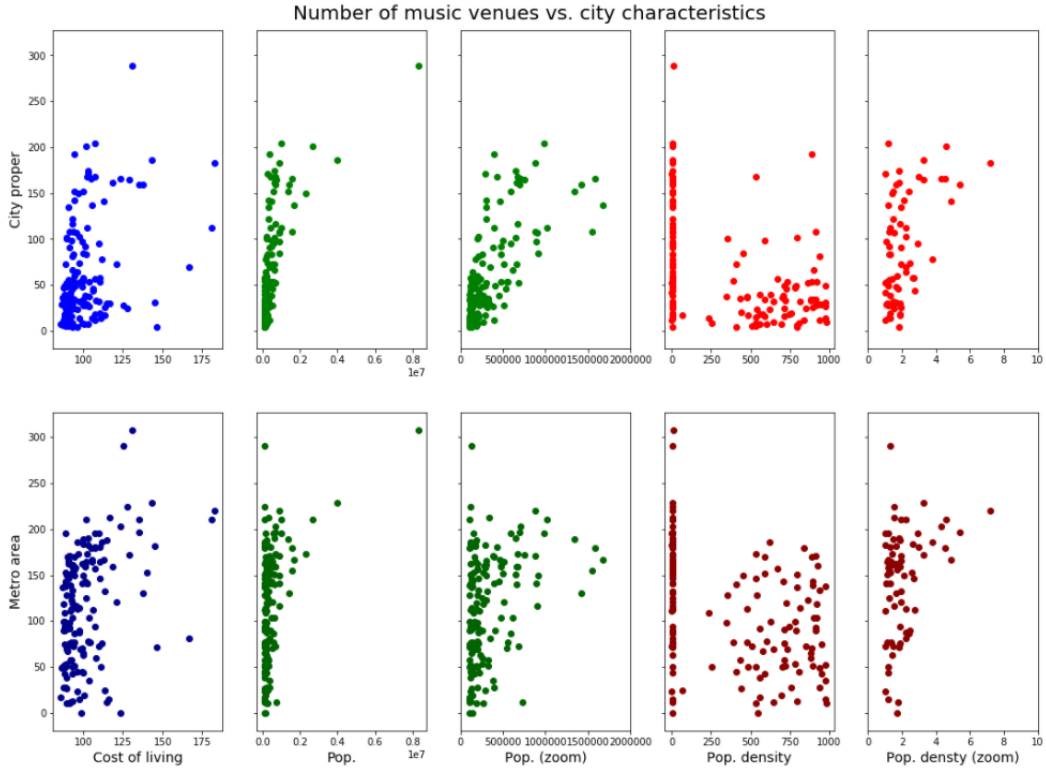 Number of music venues vs. city characteristics
City proper
300
250
200
150
100
50
0
100 125 150 175
0.0 0.2 0.4 0.6 0.8
1e7
0 500000 1000000 1500000 2000000
0 250 500 750 1000
0 2 4 6 8 10
Metro area
300
250
200
150
100
50
0
100 125 150 175
0.0 0.2 0.4 0.6 0.8
1e7
0 500000 1000000 1500000 2000000
0 250 500 750 1000
0 2 4 6 8 10
Cost of living
Pop.
Pop. (zoom)
Pop. density
Pop. densty (zoom)